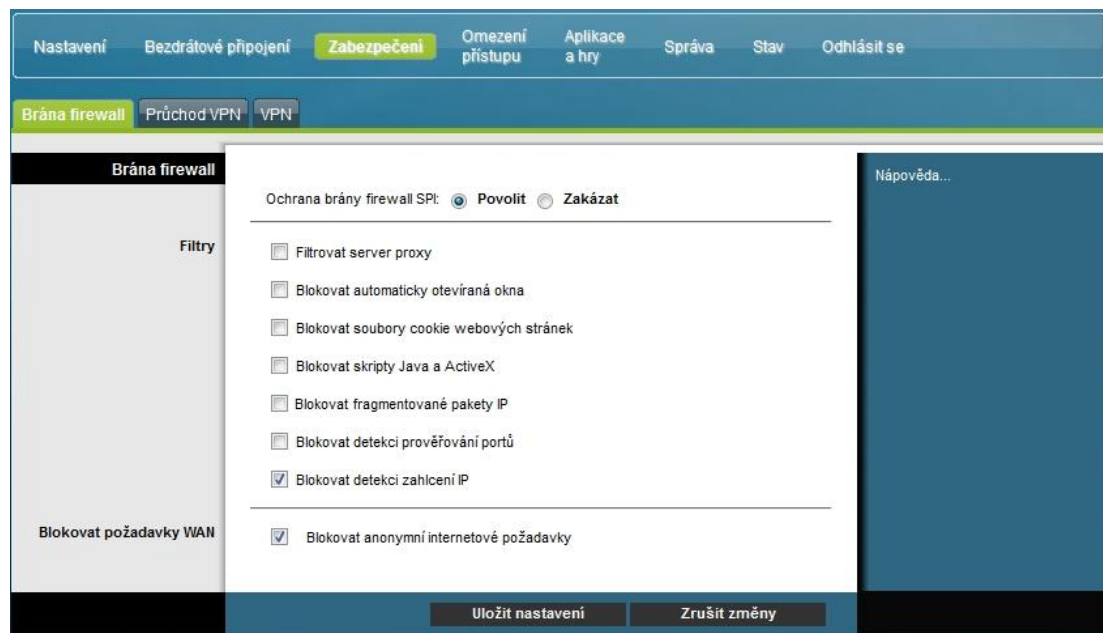 Nastavení
Bezdrátové připojení
Zabezpečení
Omezení
přístupu
Aplikace
a hry
Správa
Stav
Odhlásit se
Brána firewall
Průchod VPN
VPN
Brána firewall
Nápověda...
Ochrana brány firewall SPI: Povolit Zakázat
Filtry
Filtrovat server proxy
Blokovat automaticky otevíraná okna
Blokovat soubory cookie webových stránek
Blokovat skripty Java a ActiveX
Blokovat fragmentované pakety IP
Blokovat detekci prověřování portů
Blokovat detekci zahlcení IP
Blokovat požadavky WAN
Blokovat anonymní internetové požadavky
Uložit nastavení
Zrušit změny